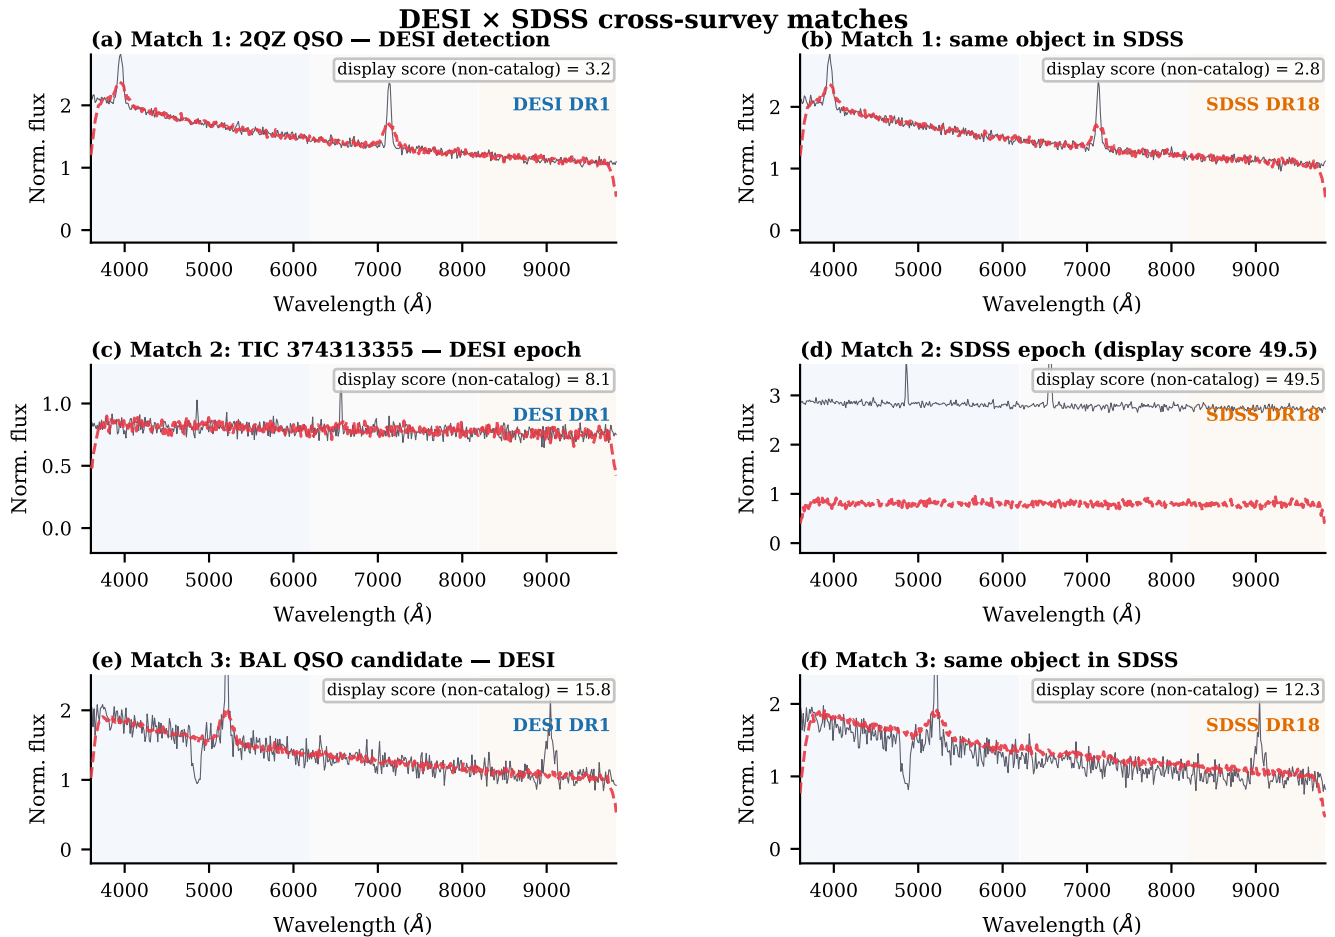 DESI × SDSS cross-survey matches
(a) Match 1: 2QZ QSO — DESI detection
display score (non-catalog) = 3.2
DESI DR1
Norm. flux
2
1
0
4000 5000 6000 7000 8000 9000
Wavelength (Å)
(b) Match 1: same object in SDSS
display score (non-catalog) = 2.8
SDSS DR18
Norm. flux
2
1
0
4000 5000 6000 7000 8000 9000
Wavelength (Å)
(c) Match 2: TIC 374313355 — DESI epoch
display score (non-catalog) = 8.1
DESI DR1
Norm. flux
1.0
0.5
0.0
4000 5000 6000 7000 8000 9000
Wavelength (Å)
(d) Match 2: SDSS epoch (display score 49.5)
display score (non-catalog) = 49.5
SDSS DR18
Norm. flux
3
2
1
0
4000 5000 6000 7000 8000 9000
Wavelength (Å)
(e) Match 3: BAL QSO candidate — DESI
display score (non-catalog) = 15.8
DESI DR1
Norm. flux
2
1
0
4000 5000 6000 7000 8000 9000
Wavelength (Å)
(f) Match 3: same object in SDSS
display score (non-catalog) = 12.3
SDSS DR18
Norm. flux
2
1
0
4000 5000 6000 7000 8000 9000
Wavelength (Å)